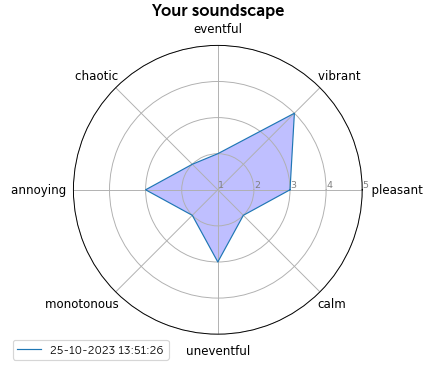 Your soundscape
eventful
chaotic
vibrant
annoying
1
2
3
4
5
pleasant
monotonous
calm
25-10-2023 13:51:26
uneventful